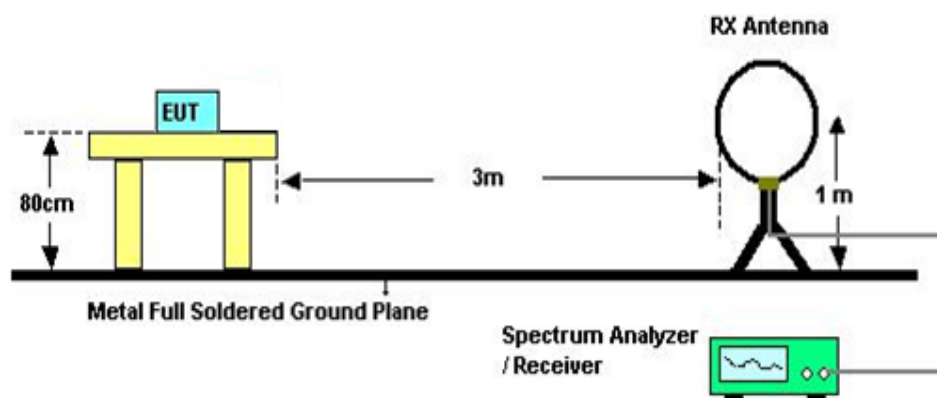 RX Antenna
EUT
80cm
3m
1 m
Metal Full Soldered Ground Plane
Spectrum Analyzer
/ Receiver